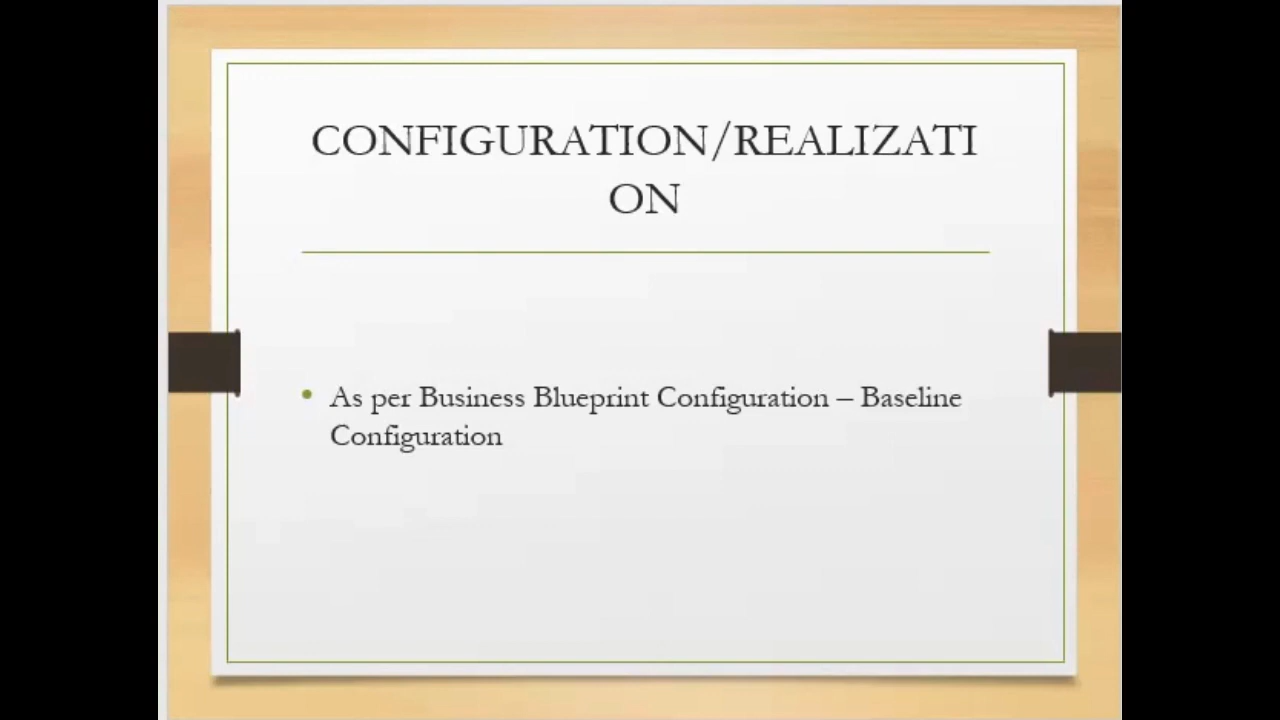 CONFIGURATION/REALIZATI
ON
• As per Business Blueprint Configuration – Baseline
Configuration